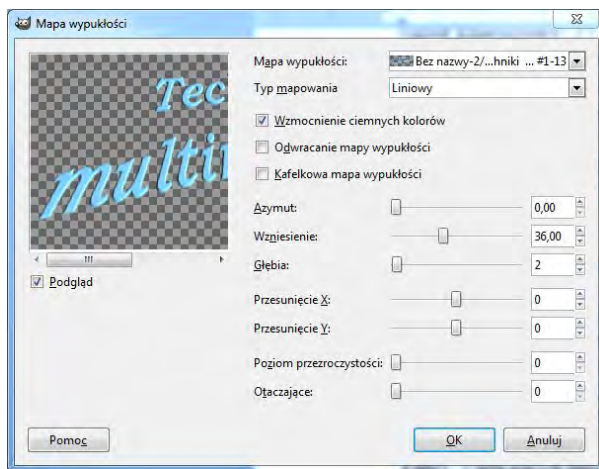 Mapa wypukłości
Tec
multi
Podgląd
Mapa wypukłości: Bez nazwy-2/...hniki ... #1-13
Typ mapowania Liniowy
Wzmocnienie ciemnych kolorów
Odwracanie mapy wypukłości
Kafelkowa mapa wypukłości
Azymut: 0,00
Wzniesienie: 36,00
Głębia: 2
Przesunięcie X: 0
Przesunięcie Y: 0
Poziom przezroczystości: 0
Otaczające: 0
Pomoc OK Anuluj